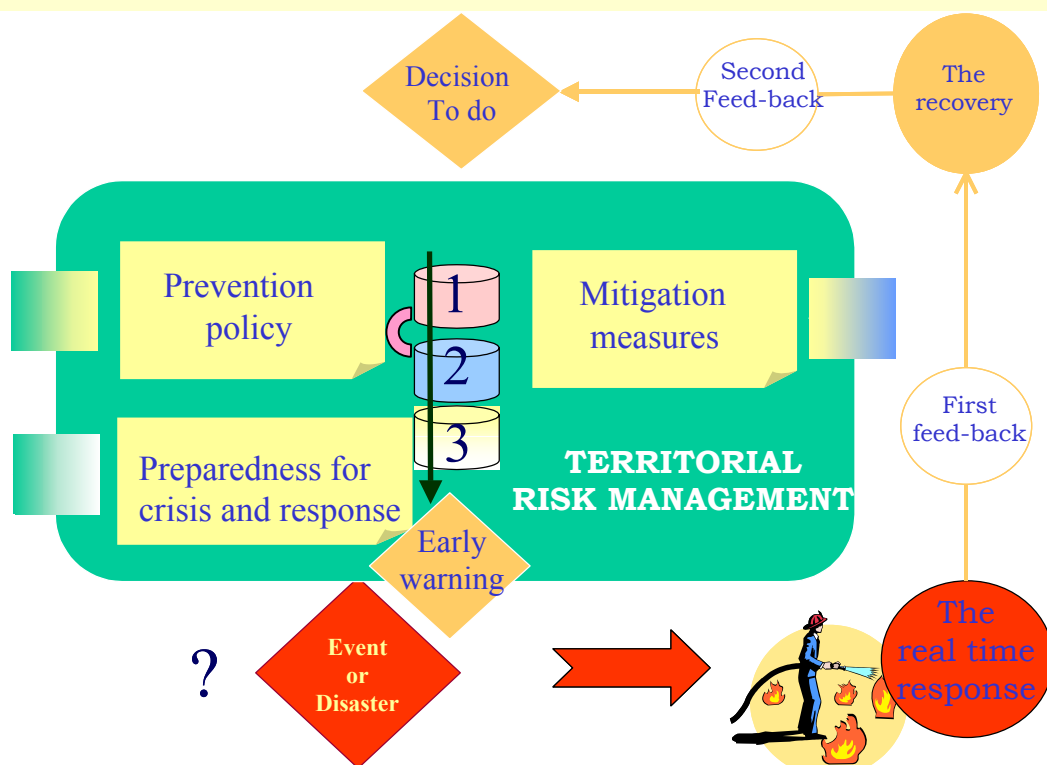 Decision
To do
Second
Feed-back
The
recovery
Prevention
policy
1
2
3
Mitigation
measures
Preparedness for
crisis and response
TERRITORIAL
RISK MANAGEMENT
First
feed-back
Early
warning
?
Event
or
Disaster
The
real time
response